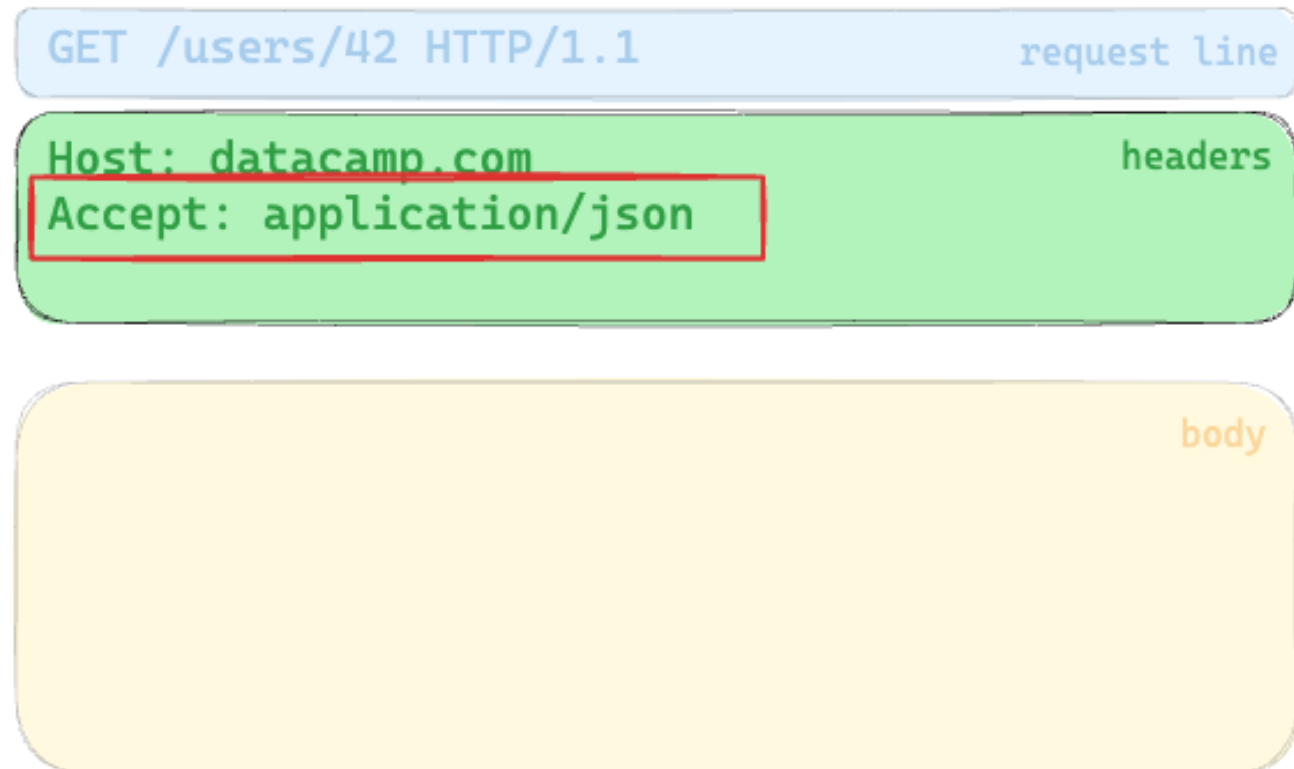 GET /users/42 HTTP/1.1 request line
Host: datacamp.com headers
Accept: application/json
body